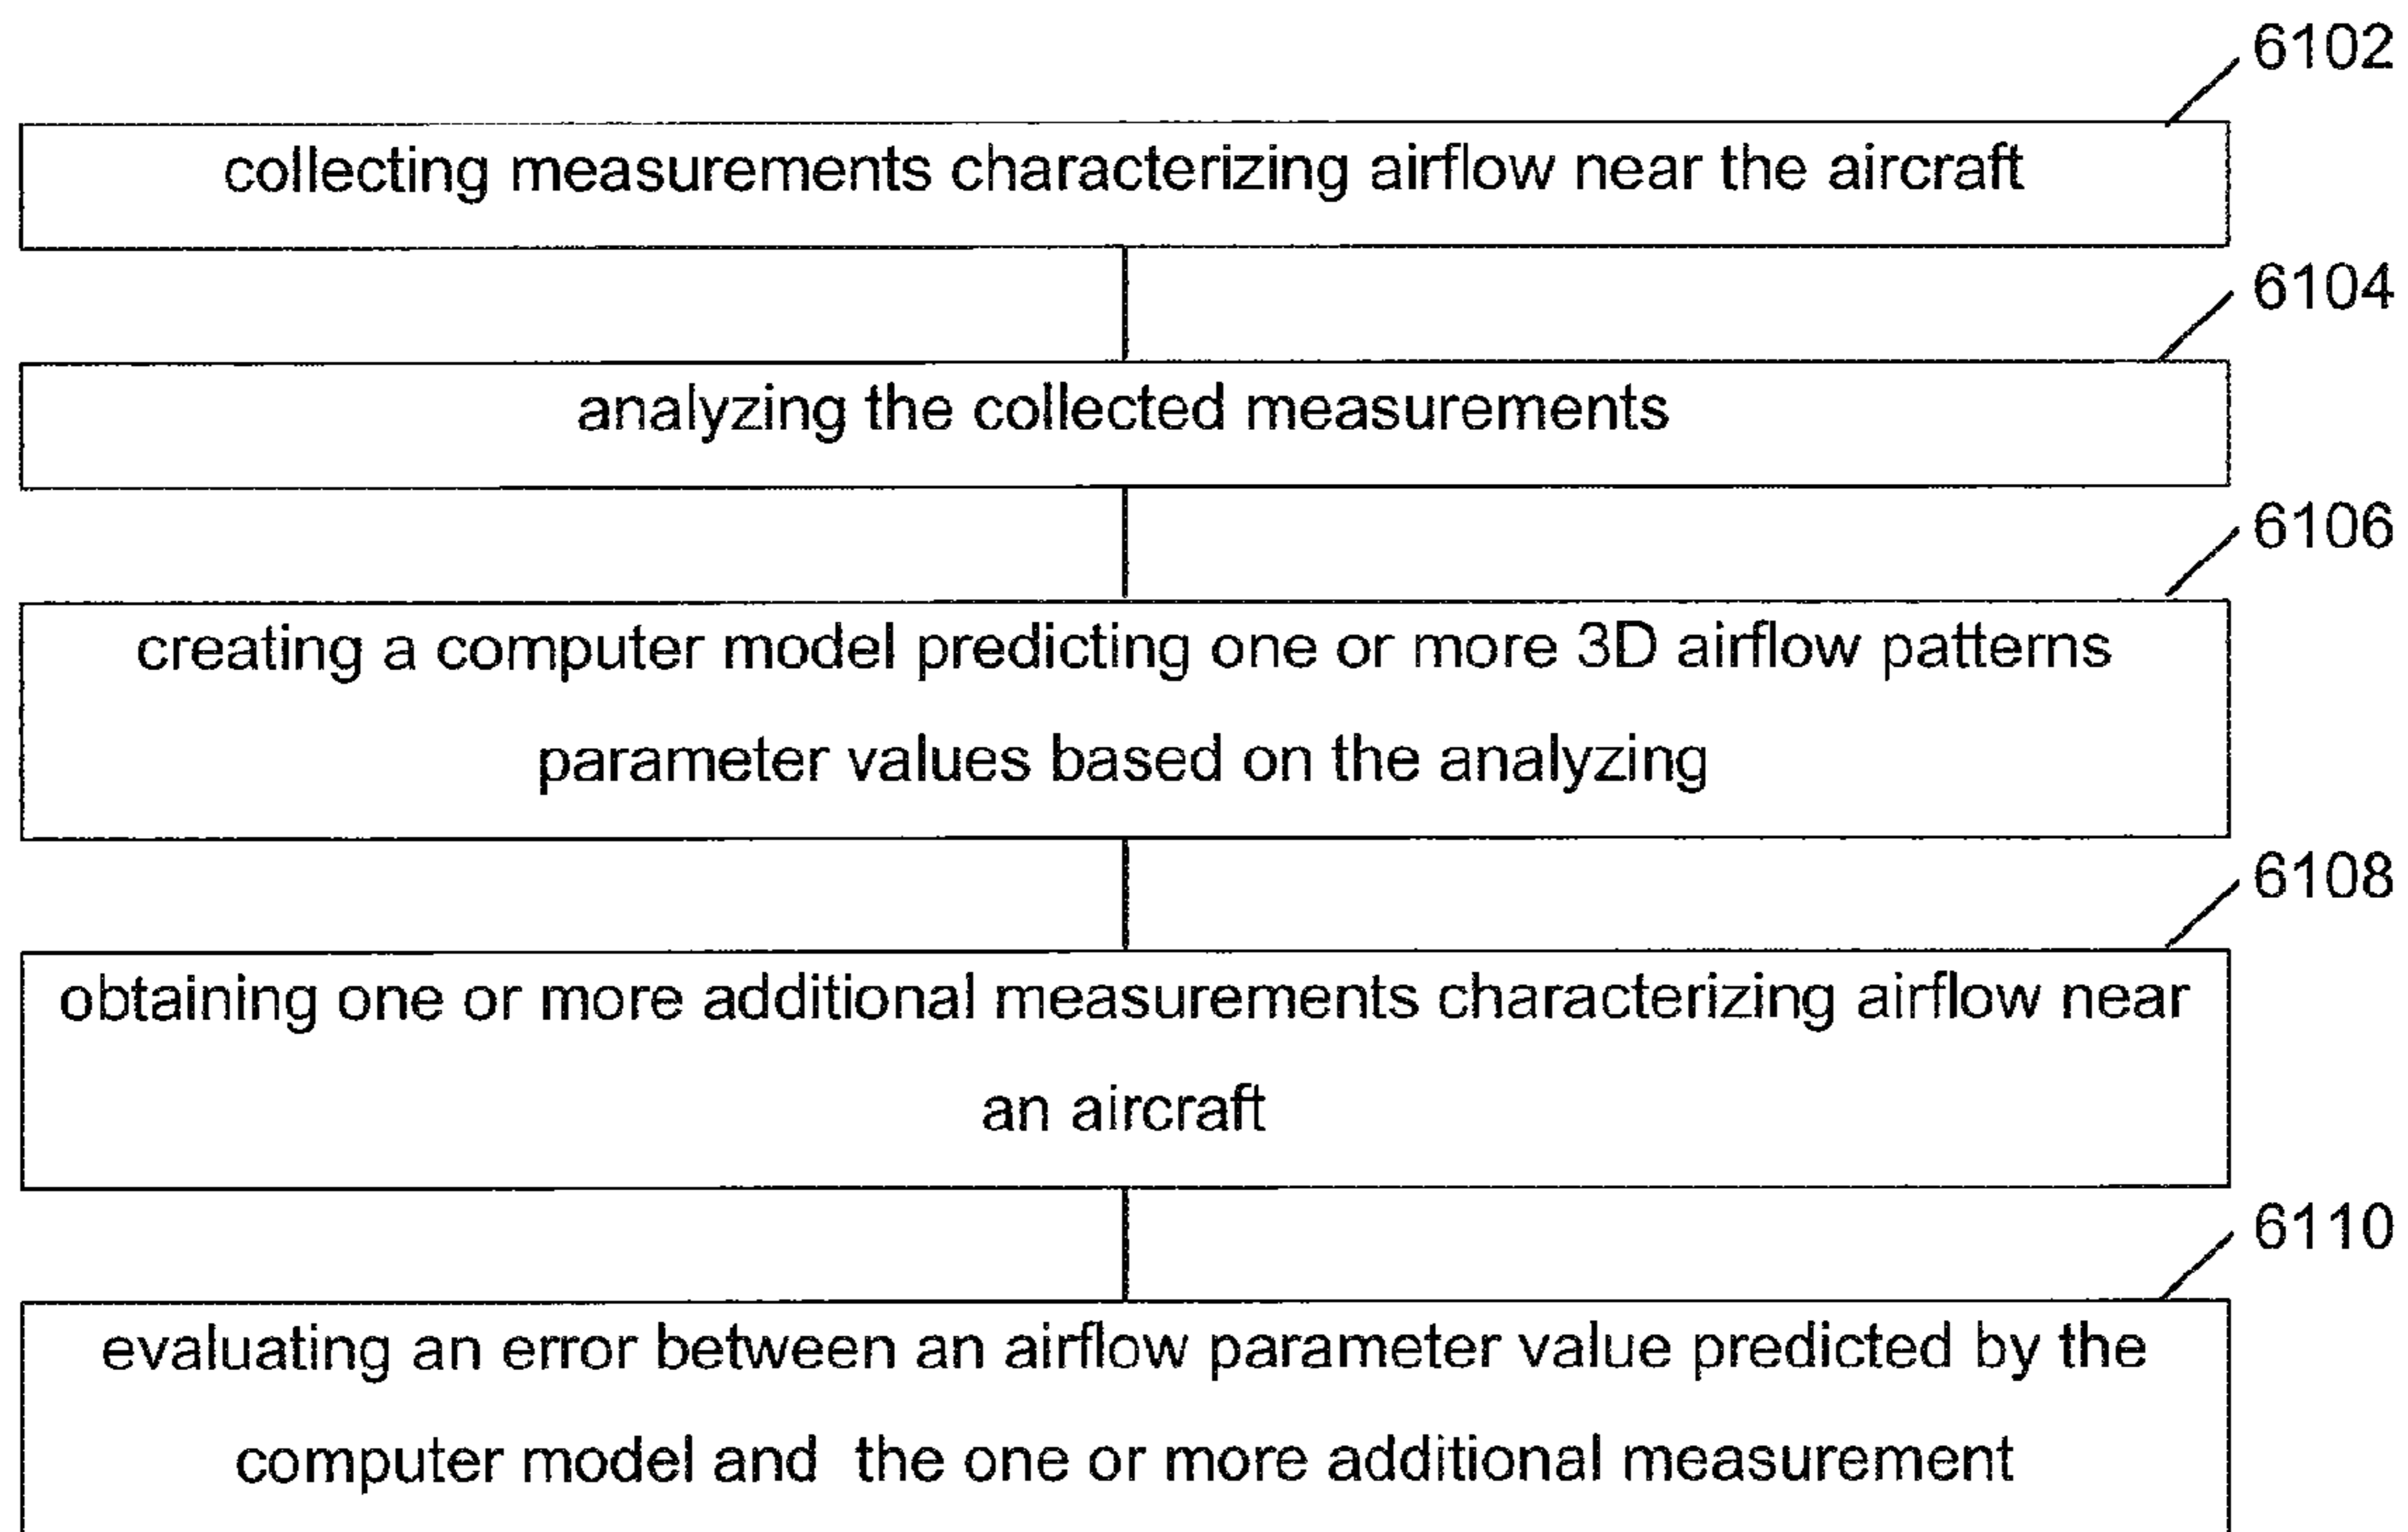 6102
collecting measurements characterizing airflow near the aircraft
6104
analyzing the collected measurements
6106
creating a computer model predicting one or more 3D airflow patterns
parameter values based on the analyzing
6108
obtaining one or more additional measurements characterizing airflow near
an aircraft
6110
evaluating an error between an airflow parameter value predicted by the
computer model and the one or more additional measurement